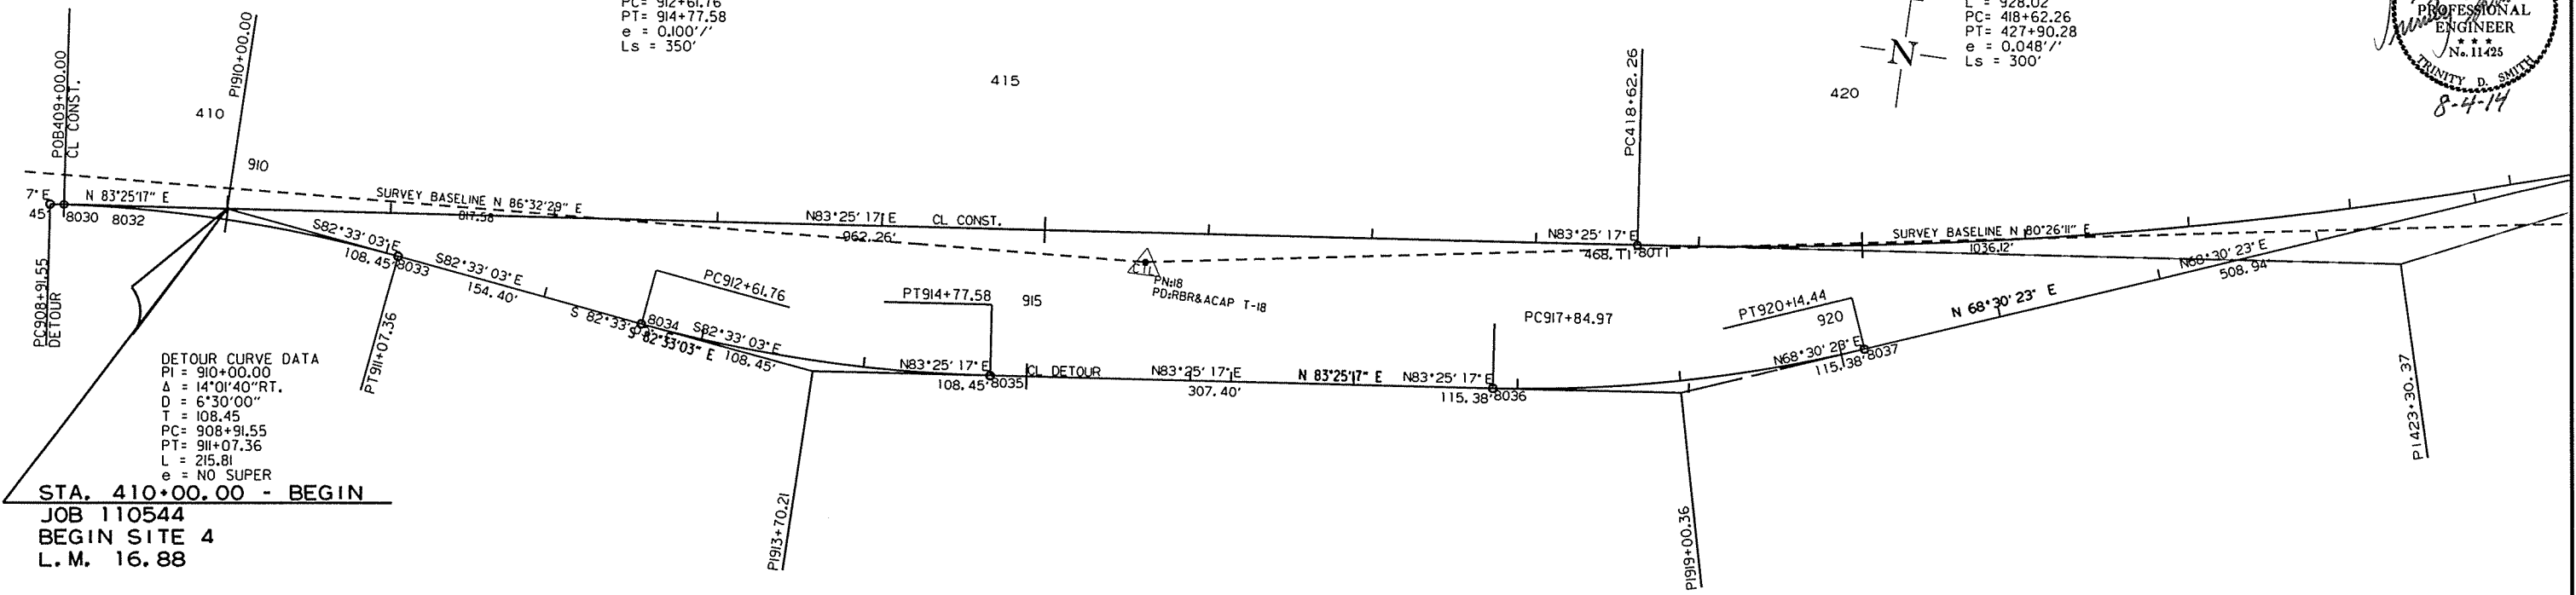 PC= 912+61.76
PT= 914+77.58
e = 0.100'/'
Ls = 350'
L = 928.02
PC= 418+62.26
PT= 427+90.28
e = 0.048'/'
Ls = 300'
N
PROFESSIONAL
ENGINEER
* * *
No. 11425
TRINITY D. SMITH
8-4-14
POB409+00.00
CL CONST.
PI910+00.00
410
910
415
420
PC418+62.26
7" E
45'
8030 8032
N 83°25'17" E
SURVEY BASELINE N 86°32'29" E
817.58
N83°25'17" E
CL CONST.
962.26'
N83°25'17" E
468.T1'
80T1
SURVEY BASELINE N 80°26'11" E
1036.12'
N68°30'23" E
508.94'
PC908+91.55
DETOUR
S82°33'03" E
108.45'
8033
S82°33'03" E
154.40'
PT911+07.36
PC912+61.76
8034
S 82°33'03" E
S82°33'03" E
S 82°33'03" E
108.45'
PT914+77.58
915
N83°25'17" E
108.45'
8035
CL DETOUR
N83°25'17" E
307.40'
N 83°25'17" E
N83°25'17" E
115.38'
8036
CTL
PN:18
PD:RBR&ACAP T-18
PC917+84.97
PT920+14.44
920
N68°30'23" E
115.38'
8037
N 68°30'23" E
PI423+30.37
PI913+70.21
PI919+00.36
DETOUR CURVE DATA
PI = 910+00.00
Δ = 14°01'40"RT.
D = 6°30'00"
T = 108.45
PC= 908+91.55
PT= 911+07.36
L = 215.81
e = NO SUPER
STA. 410+00.00 - BEGIN
JOB 110544
BEGIN SITE 4
L.M. 16.88